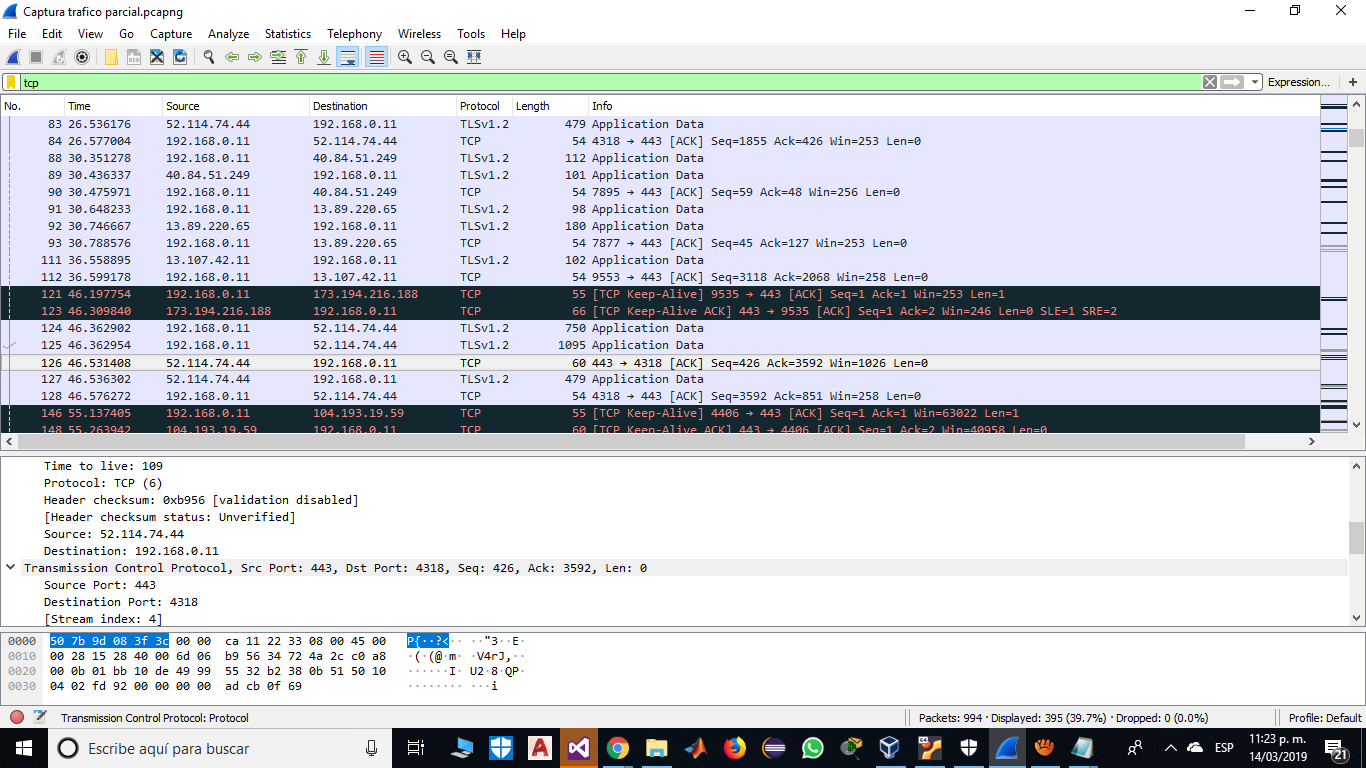 Captura trafico parcial.pcapng
File Edit View Go Capture Analyze Statistics Telephony Wireless Tools Help
tcp Expression... +
No. Time Source Destination Protocol Length Info
83 26.536176 52.114.74.44 192.168.0.11 TLSv1.2 479 Application Data
84 26.577004 192.168.0.11 52.114.74.44 TCP 54 4318 → 443 [ACK] Seq=1855 Ack=426 Win=253 Len=0
88 30.351278 192.168.0.11 40.84.51.249 TLSv1.2 112 Application Data
89 30.436337 40.84.51.249 192.168.0.11 TLSv1.2 101 Application Data
90 30.475971 192.168.0.11 40.84.51.249 TCP 54 7895 → 443 [ACK] Seq=59 Ack=48 Win=256 Len=0
91 30.648233 192.168.0.11 13.89.220.65 TLSv1.2 98 Application Data
92 30.746667 13.89.220.65 192.168.0.11 TLSv1.2 180 Application Data
93 30.788576 192.168.0.11 13.89.220.65 TCP 54 7877 → 443 [ACK] Seq=45 Ack=127 Win=253 Len=0
111 36.558895 13.107.42.11 192.168.0.11 TLSv1.2 102 Application Data
112 36.599178 192.168.0.11 13.107.42.11 TCP 54 9553 → 443 [ACK] Seq=3118 Ack=2068 Win=258 Len=0
121 46.197754 192.168.0.11 173.194.216.188 TCP 55 [TCP Keep-Alive] 9535 → 443 [ACK] Seq=1 Ack=1 Win=253 Len=1
123 46.309840 173.194.216.188 192.168.0.11 TCP 66 [TCP Keep-Alive ACK] 443 → 9535 [ACK] Seq=1 Ack=2 Win=246 Len=0 SLE=1 SRE=2
124 46.362902 192.168.0.11 52.114.74.44 TLSv1.2 750 Application Data
125 46.362954 192.168.0.11 52.114.74.44 TLSv1.2 1095 Application Data
126 46.531408 52.114.74.44 192.168.0.11 TCP 60 443 → 4318 [ACK] Seq=426 Ack=3592 Win=1026 Len=0
127 46.536302 52.114.74.44 192.168.0.11 TLSv1.2 479 Application Data
128 46.576272 192.168.0.11 52.114.74.44 TCP 54 4318 → 443 [ACK] Seq=3592 Ack=851 Win=258 Len=0
146 55.137405 192.168.0.11 104.193.19.59 TCP 55 [TCP Keep-Alive] 4406 → 443 [ACK] Seq=1 Ack=1 Win=63022 Len=1
148 55.263942 104.193.19.59 192.168.0.11 TCP 60 [TCP Keep-Alive ACK] 443 → 4406 [ACK] Seq=1 Ack=2 Win=40958 Len=0
Time to live: 109
Protocol: TCP (6)
Header checksum: 0xb956 [validation disabled]
[Header checksum status: Unverified]
Source: 52.114.74.44
Destination: 192.168.0.11
Transmission Control Protocol, Src Port: 443, Dst Port: 4318, Seq: 426, Ack: 3592, Len: 0
Source Port: 443
Destination Port: 4318
[Stream index: 4]
0000 50 7b 9d 08 3f 3c 00 00 ca 11 22 33 08 00 45 00 P{··?<·· ··"3··E·
0010 00 28 15 28 40 00 6d 06 b9 56 34 72 4a 2c c0 a8 ·(·(@·m· ·V4rJ,··
0020 00 0b 01 bb 10 de 49 99 55 32 b2 38 0b 51 50 10 ······I· U2·8·QP·
0030 04 02 fd 92 00 00 00 00 ad cb 0f 69 ········ ···i
Transmission Control Protocol: Protocol Packets: 994 · Displayed: 395 (39.7%) · Dropped: 0 (0.0%) Profile: Default
Escribe aquí para buscar ESP 11:23 p. m.
14/03/2019 21